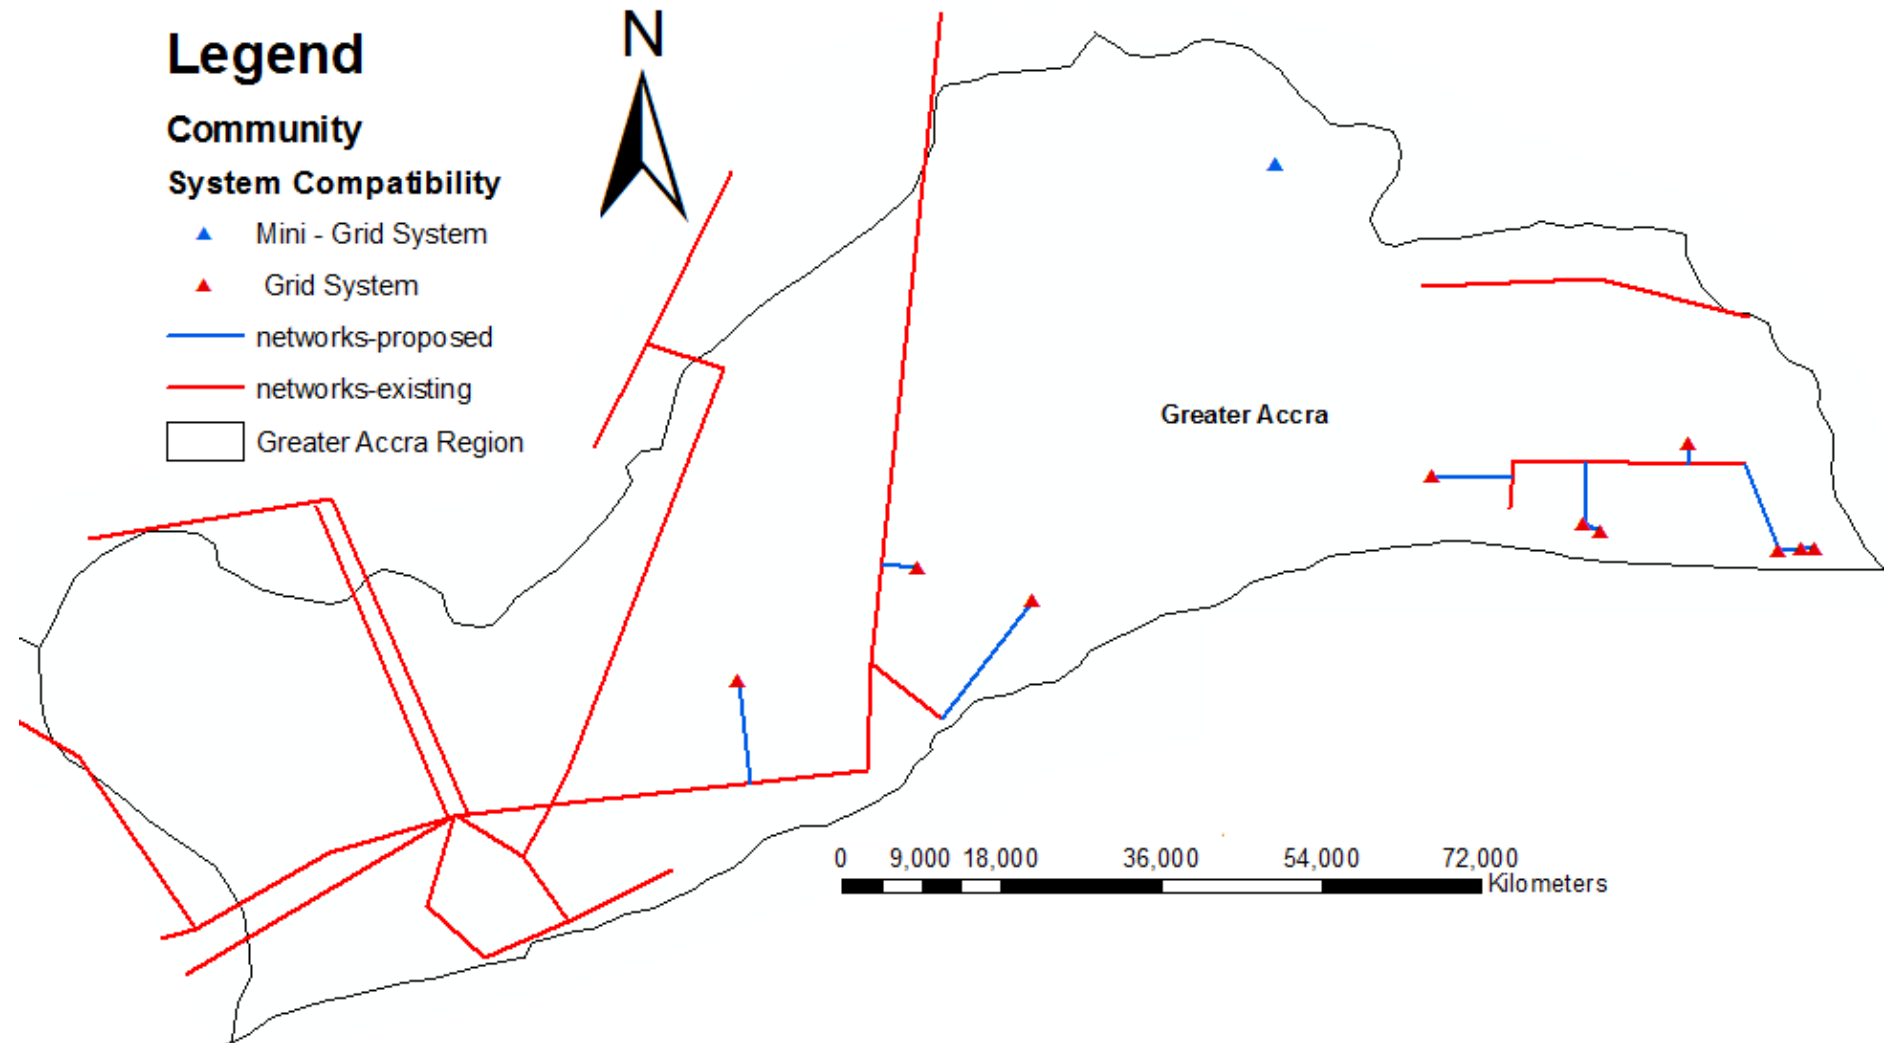 Legend
N
Community
System Compatibility
Mini - Grid System
Grid System
networks-proposed
networks-existing
Greater Accra Region
Greater Accra
0 9,000 18,000 36,000 54,000 72,000
Kilometers